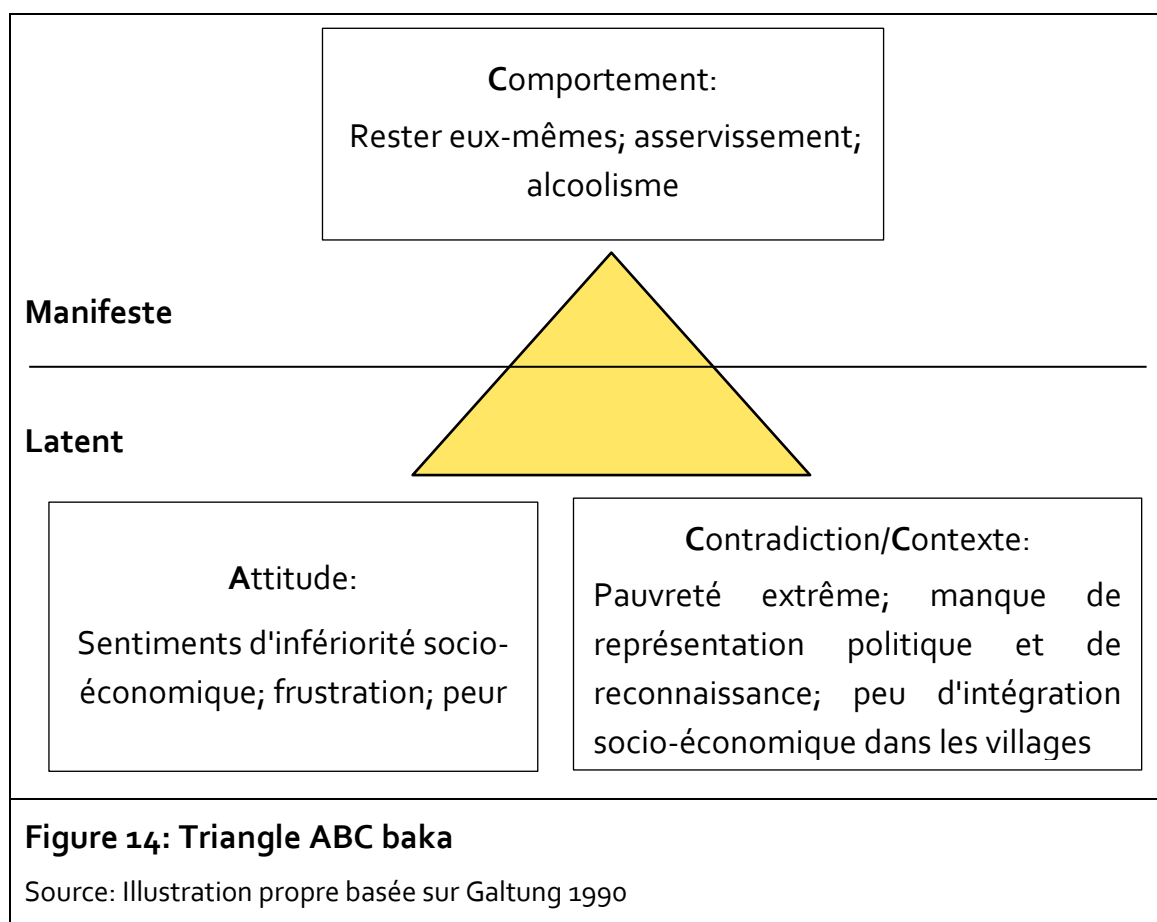 Comportement:
Rester eux-mêmes; asservissement;
alcoolisme
Manifeste
Latent
Attitude:
Sentiments d'infériorité socio-
économique; frustration; peur
Contradiction/Contexte:
Pauvreté extrême; manque de
représentation politique et de
reconnaissance; peu d'intégration
socio-économique dans les villages
Figure 14: Triangle ABC baka
Source: Illustration propre basée sur Galtung 1990